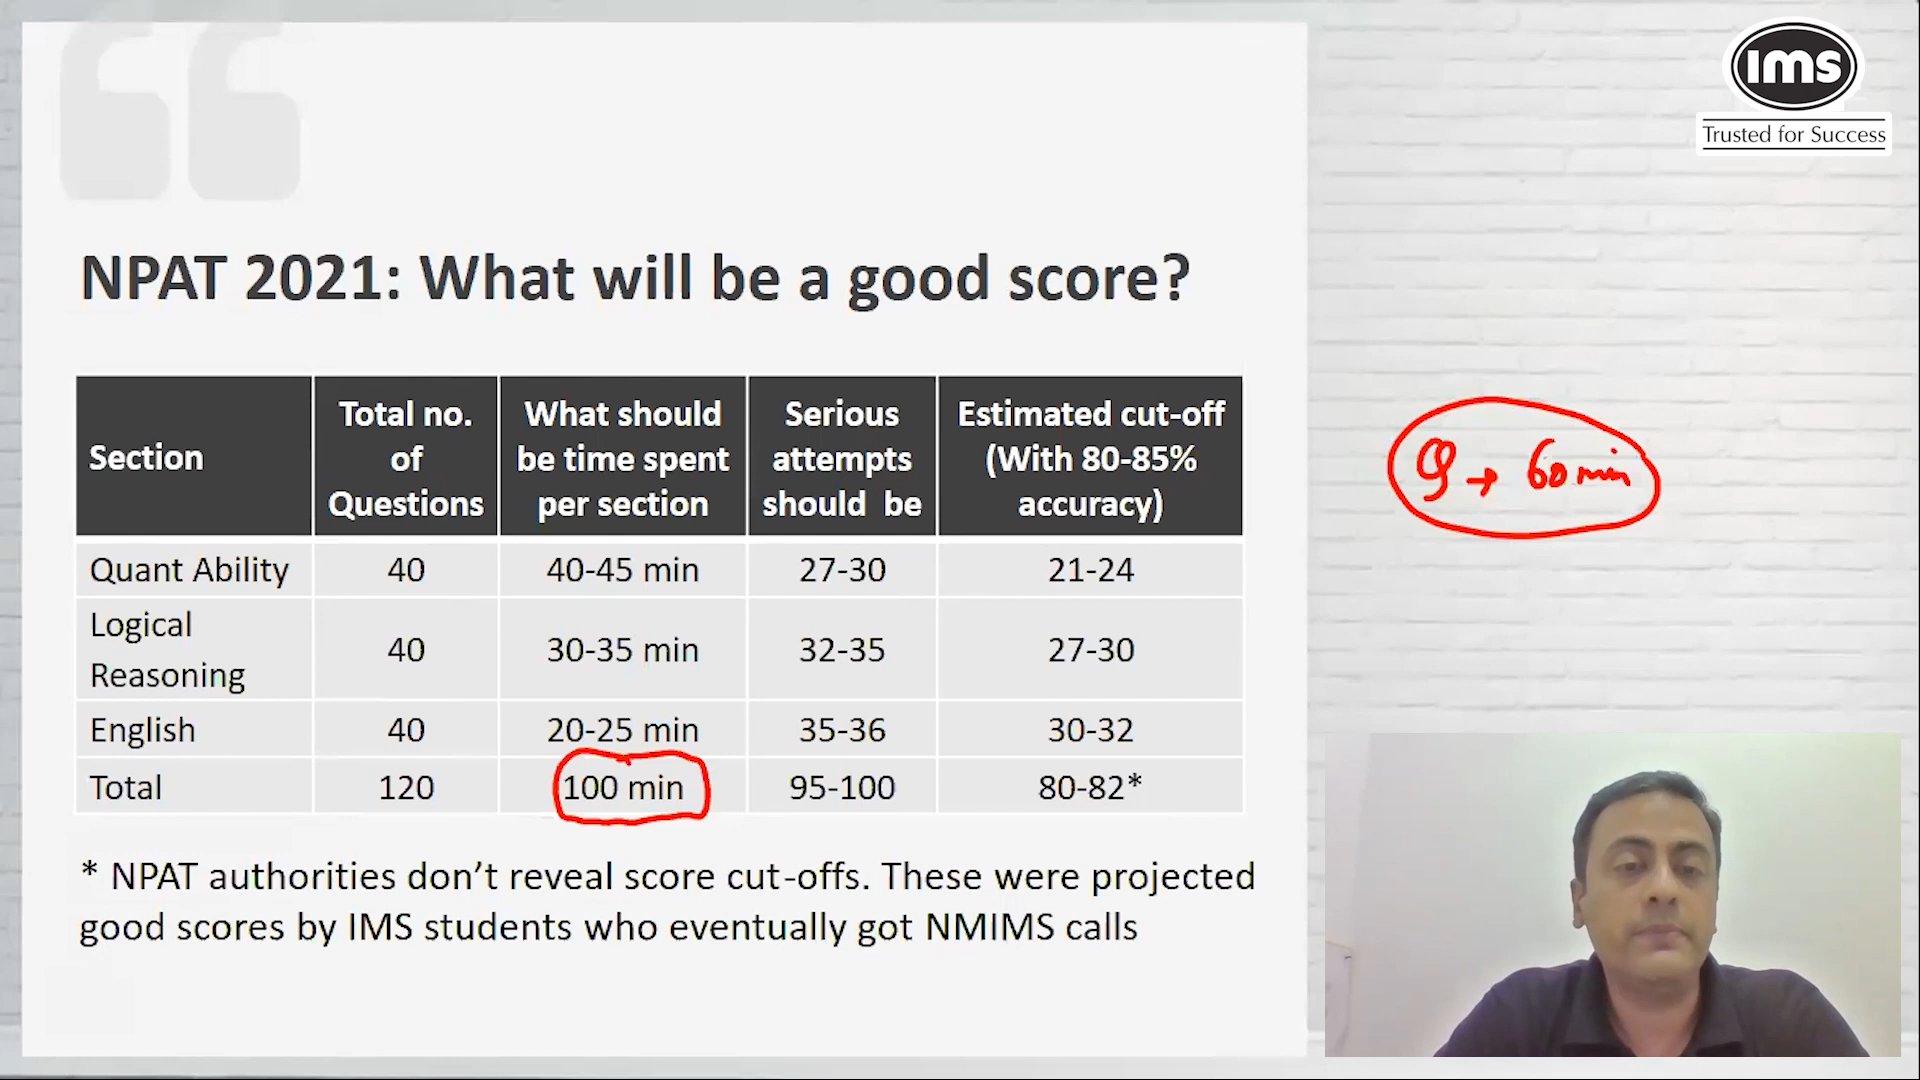 ims
Trusted for Success
NPAT 2021: What will be a good score?
Section
Total no.
of
Questions
What should
be time spent
per section
Serious
attempts
should be
Estimated cut-off
(With 80-85%
accuracy)
Quant Ability
40
40-45 min
27-30
21-24
Logical
Reasoning
40
30-35 min
32-35
27-30
English
40
20-25 min
35-36
30-32
Total
120
100 min
95-100
80-82*
* NPAT authorities don’t reveal score cut-offs. These were projected
good scores by IMS students who eventually got NMIMS calls
Q → 60 min